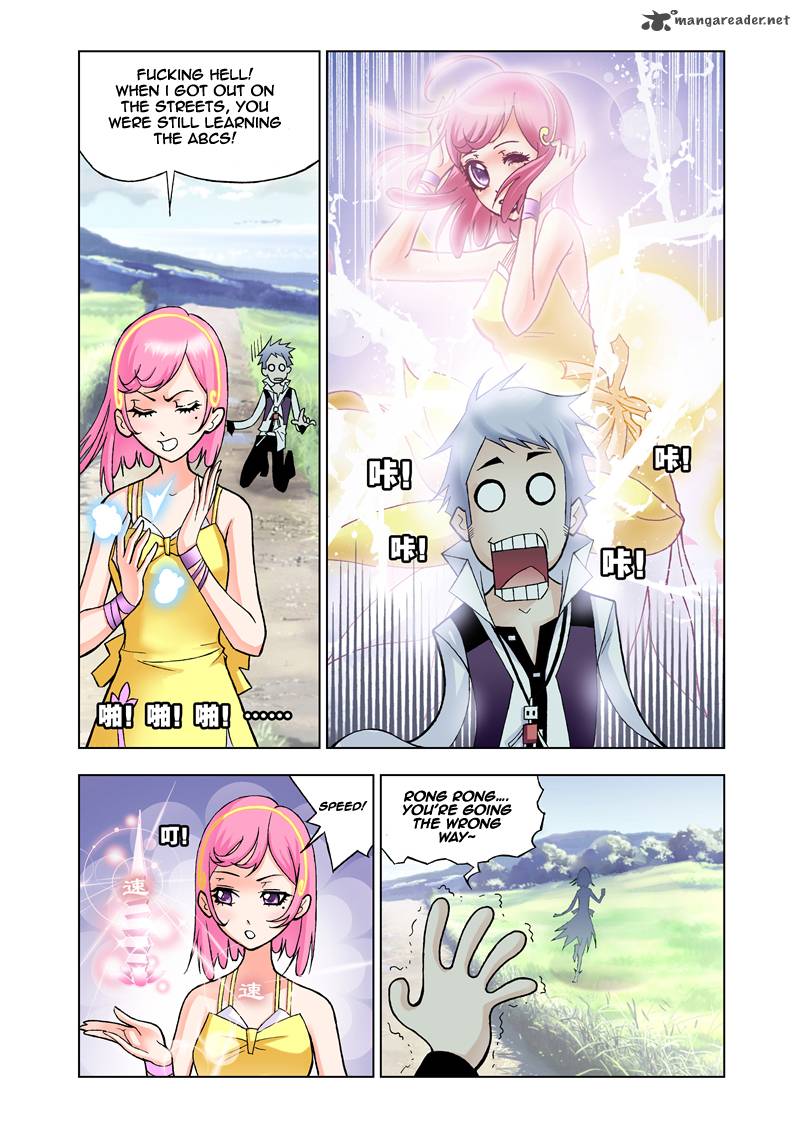 mangareader.net
FUCKING HELL!
WHEN I GOT OUT ON
THE STREETS, YOU
WERE STILL LEARNING
THE ABCS!
啪! 啪! 啪! ……
咔!
咔!
咔!
咔!
叮!
速
速
SPEED!
RONG RONG....
YOU'RE GOING
THE WRONG
WAY~